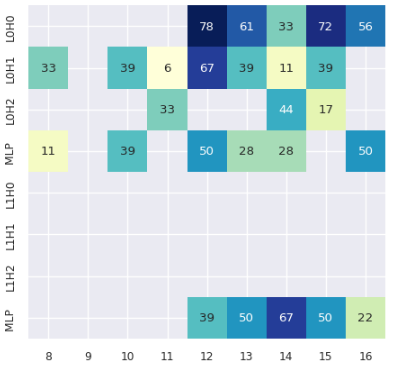 L0H0 78 61 33 72 56
L0H1 33 39 6 67 39 11 39
L0H2 33 44 17
MLP 11 39 50 28 28 50
L1H0
L1H1
L1H2
MLP 39 50 67 50 22
8 9 10 11 12 13 14 15 16